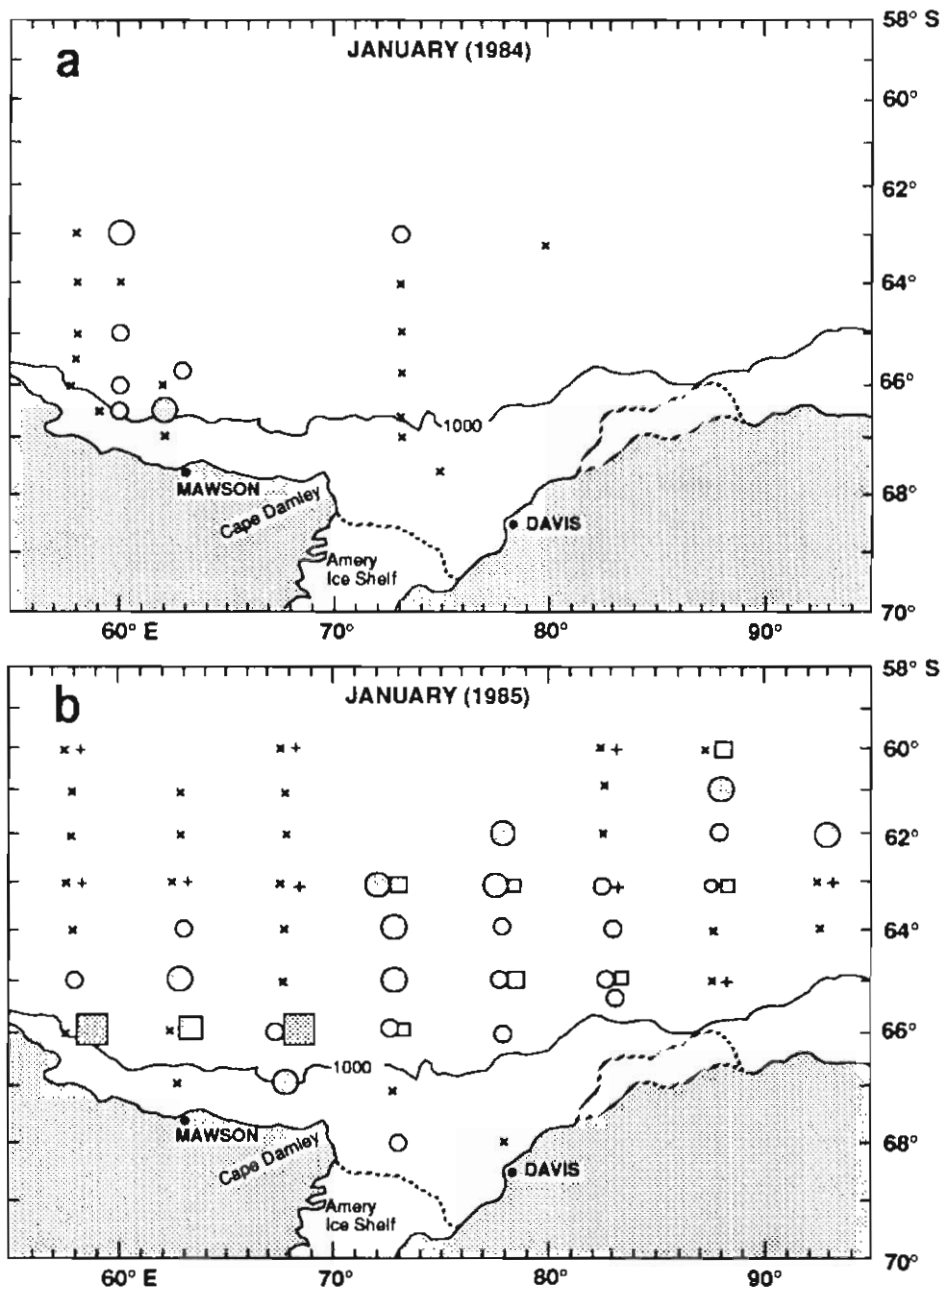 58° S
a
JANUARY (1984)
60°
62°
64°
66°
1000
MAWSON
68°
Cape Darnley
DAVIS
Amery
Ice Shelf
70°
60° E
70°
80°
90°
58° S
b
JANUARY (1985)
60°
62°
64°
66°
1000
MAWSON
68°
Cape Darnley
DAVIS
Amery
Ice Shelf
70°
60° E
70°
80°
90°